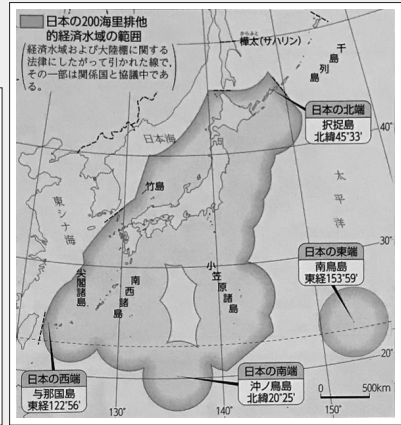 日本の200海里排他
的経済水域の範囲
(経済水域および大陸棚に関する
法律にしたがって引かれた線で,
その一部は関係国と協議中であ
る。)
からふと
樺太(サハリン)
千島列島
日本の北端
択捉島
北緯45°33'
40°
日本海
竹島
太平洋
東シナ海
30°
日本の東端
南鳥島
東経153°59'
尖閣諸島
南西諸島
小笠原諸島
20°
日本の西端
与那国島
東経122°56'
日本の南端
沖ノ鳥島
北緯20°25'
0 500km
130°
140°
150°